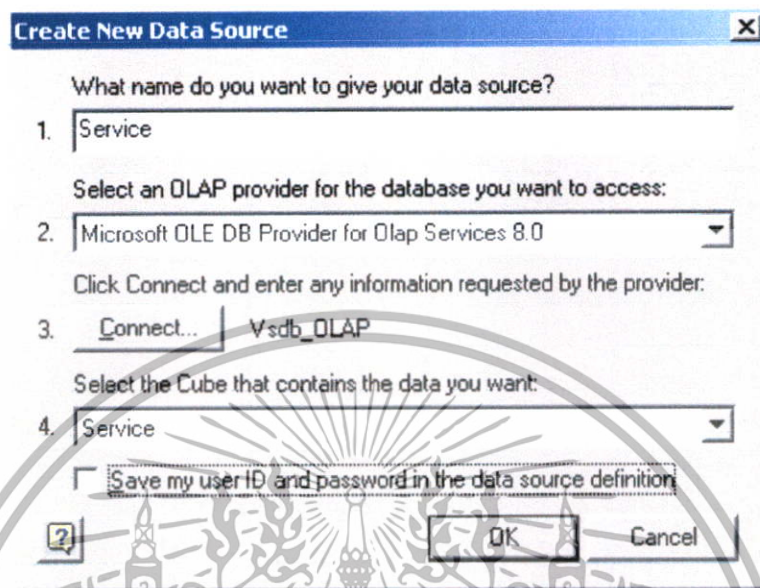 Create New Data Source
What name do you want to give your data source?
1. Service
Select an OLAP provider for the database you want to access:
2. Microsoft OLE DB Provider for Olap Services 8.0
Click Connect and enter any information requested by the provider:
3. Connect... Vsdb_OLAP
Select the Cube that contains the data you want:
4. Service
Save my user ID and password in the data source definition
OK Cancel